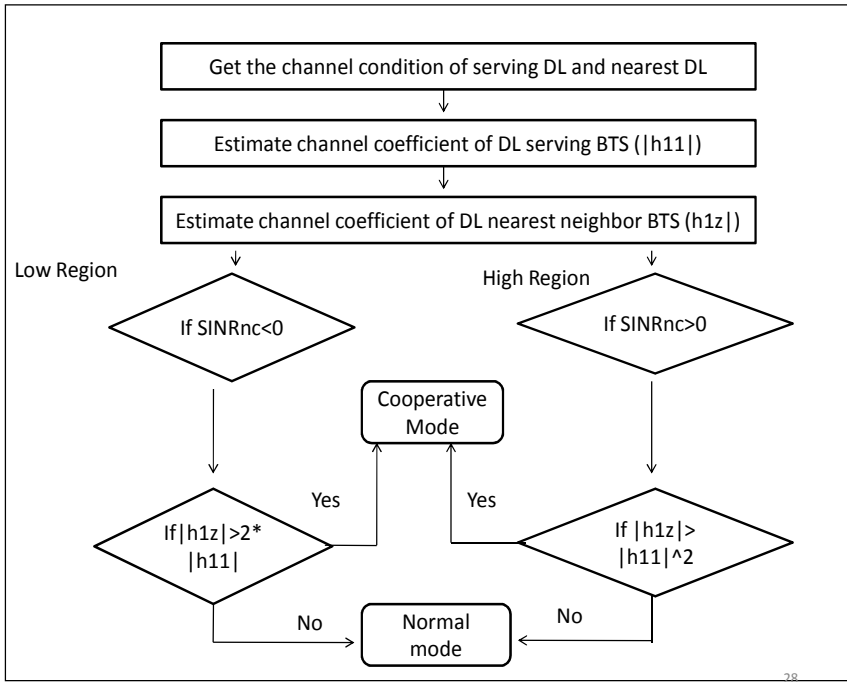 Get the channel condition of serving DL and nearest DL
Estimate channel coefficient of DL serving BTS (|h11|)
Estimate channel coefficient of DL nearest neighbor BTS (h1z|)
Low Region
High Region
If SINRnc<0
If SINRnc>0
Cooperative
Mode
Yes
Yes
If|h1z|>2*
|h11|
If |h1z|>
|h11|^2
No
No
Normal
mode
28